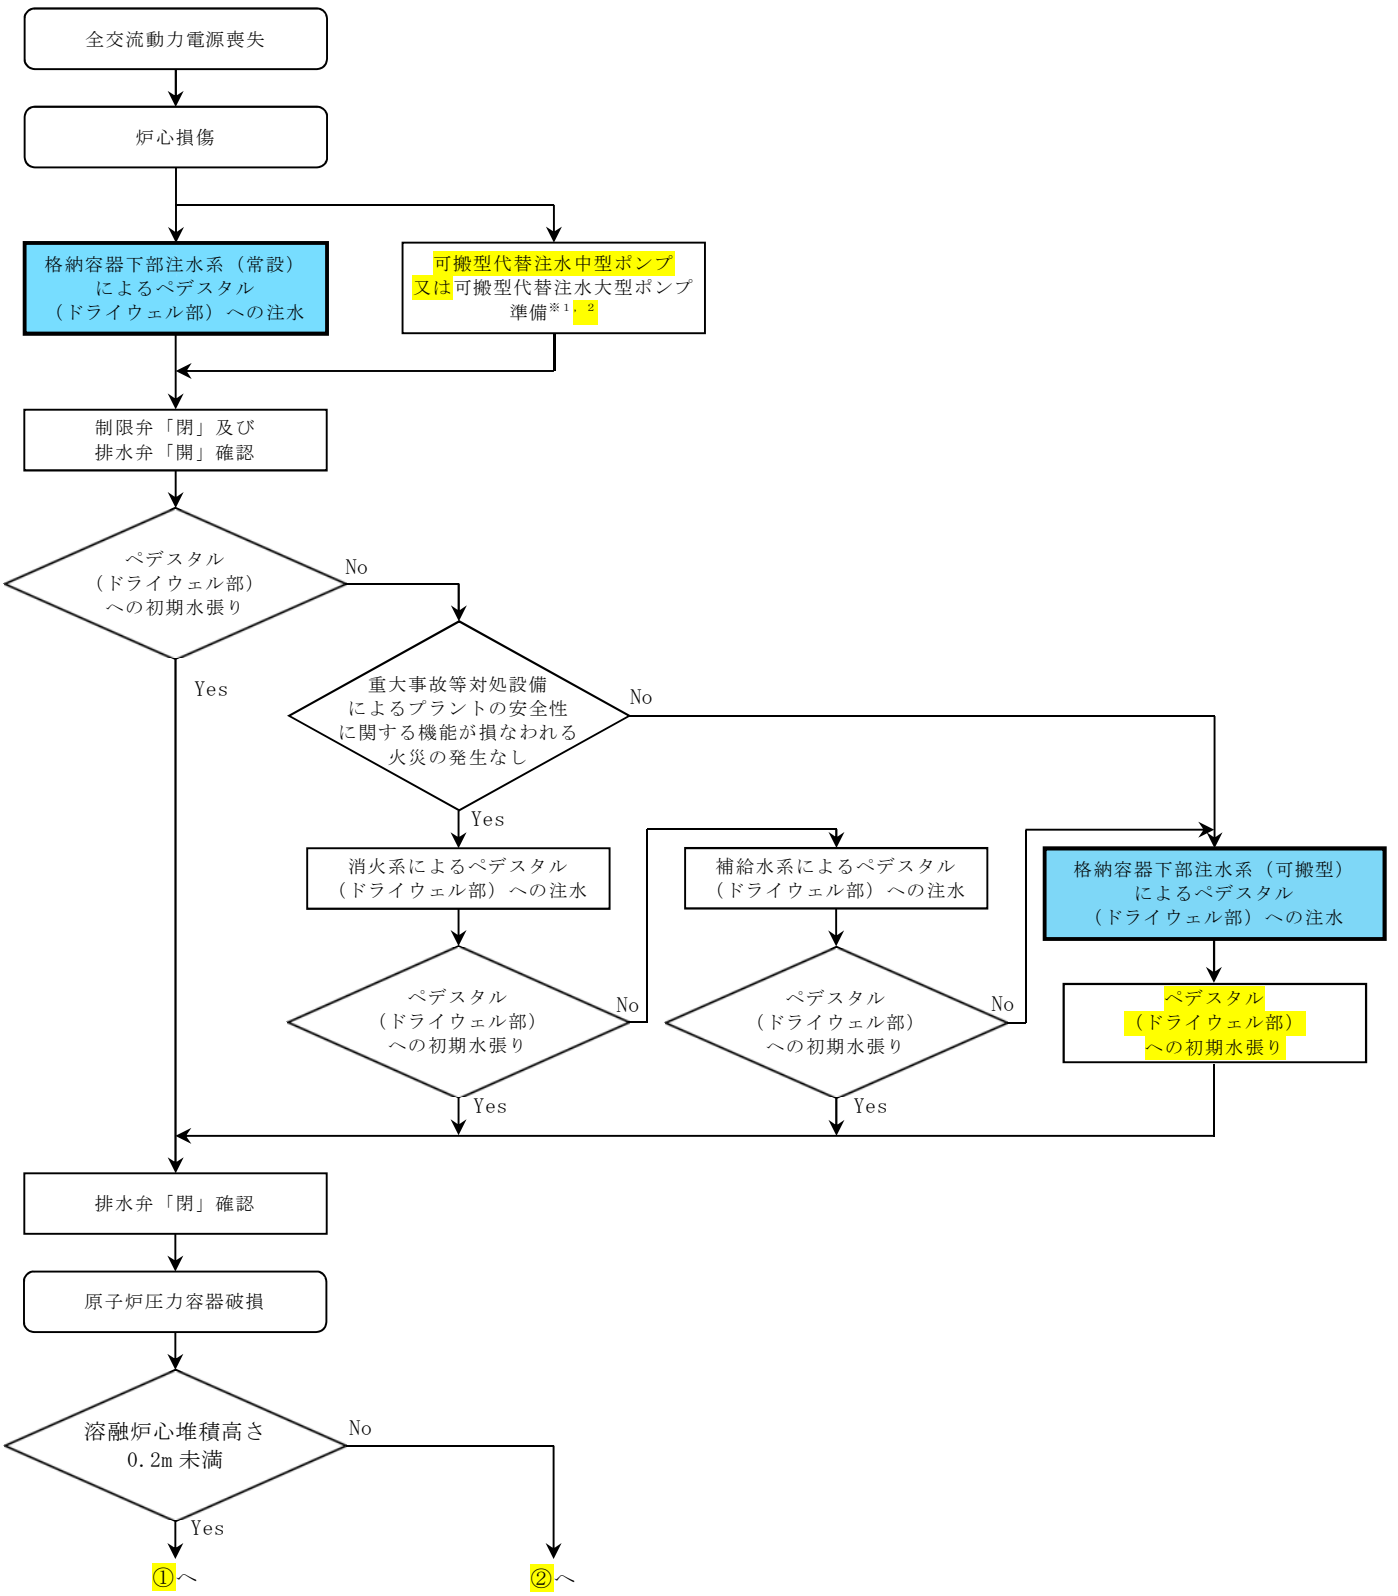 全交流動力電源喪失
炉心損傷
格納容器下部注水系（常設）
によるペデスタル
（ドライウェル部）への注水
可搬型代替注水中型ポンプ
又は可搬型代替注水大型ポンプ
準備※１，２
制限弁「閉」及び
排水弁「開」確認
ペデスタル
（ドライウェル部）
への初期水張り
No
Yes
重大事故等対処設備
によるプラントの安全性
に関する機能が損なわれる
火災の発生なし
No
Yes
消火系によるペデスタル
（ドライウェル部）への注水
補給水系によるペデスタル
（ドライウェル部）への注水
格納容器下部注水系（可搬型）
によるペデスタル
（ドライウェル部）への注水
ペデスタル
（ドライウェル部）
への初期水張り
No
Yes
ペデスタル
（ドライウェル部）
への初期水張り
No
Yes
ペデスタル
（ドライウェル部）
への初期水張り
排水弁「閉」確認
原子炉圧力容器破損
溶融炉心堆積高さ
0.2m 未満
No
Yes
①へ
②へ